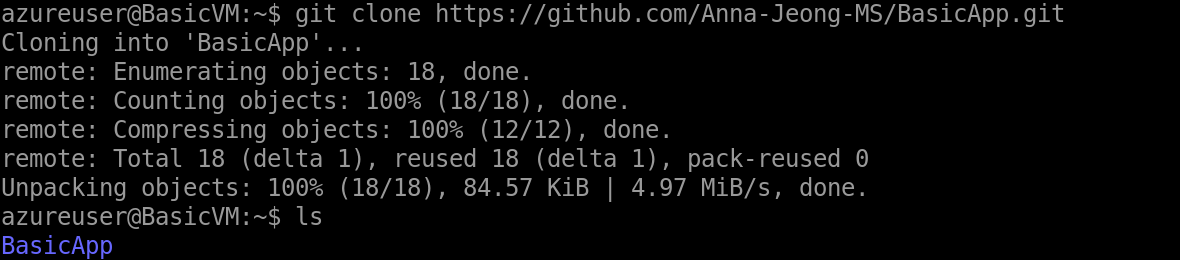 azureuser@BasicVM:~$ git clone https://github.com/Anna-Jeong-MS/BasicApp.git
Cloning into 'BasicApp'...
remote: Enumerating objects: 18, done.
remote: Counting objects: 100% (18/18), done.
remote: Compressing objects: 100% (12/12), done.
remote: Total 18 (delta 1), reused 18 (delta 1), pack-reused 0
Unpacking objects: 100% (18/18), 84.57 KiB | 4.97 MiB/s, done.
azureuser@BasicVM:~$ ls
BasicApp